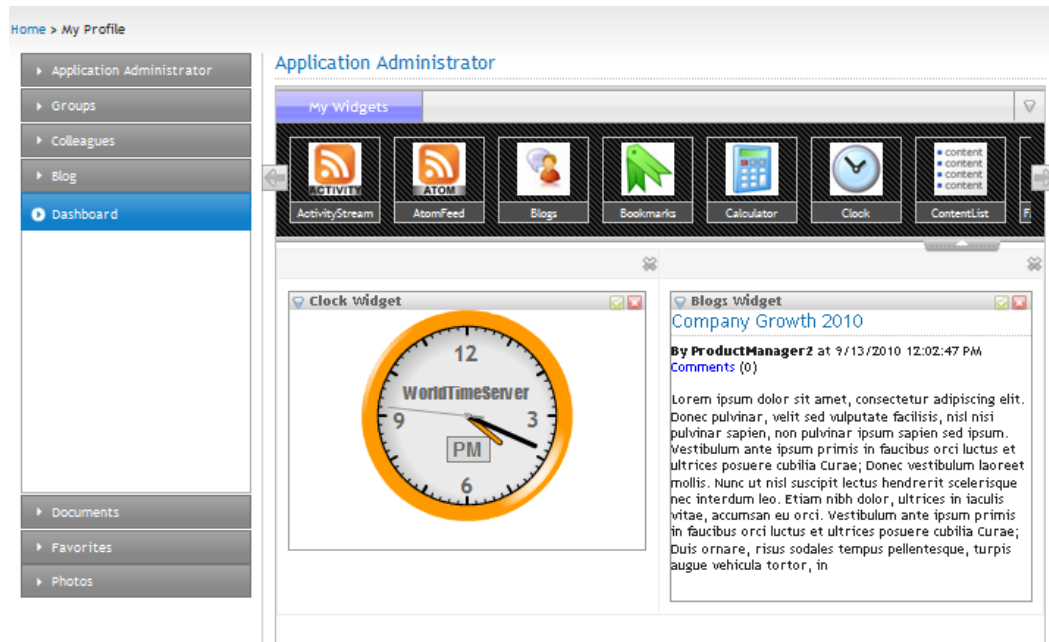 Home > My Profile
Application Administrator
Groups
Colleagues
Blog
Dashboard
Documents
Favorites
Photos
Application Administrator
My Widgets
ACTIVITY
ActivityStream
ATOM
AtomFeed
Blogs
Bookmarks
Calculator
Clock
content
content
content
content
ContentList
F
Clock Widget
12
WorldTimeServer
9
3
PM
6
Blogs Widget
Company Growth 2010
By ProductManager2 at 9/13/2010 12:02:47 PM
Comments (0)
Lorem ipsum dolor sit amet, consectetur adipiscing elit.
Donec pulvinar, velit sed vulputate facilisis, nisl nisi
pulvinar sapien, non pulvinar ipsum sapien sed ipsum.
Vestibulum ante ipsum primis in faucibus orci luctus et
ultrices posuere cubilia Curae; Donec vestibulum laoreet
mollis. Nunc ut nisl suscipit lectus hendrerit scelerisque
nec interdum leo. Etiam nibh dolor, ultrices in iaculis
vitae, accumsan eu orci. Vestibulum ante ipsum primis
in faucibus orci luctus et ultrices posuere cubilia Curae;
Duis ornare, risus sodales tempus pellentesque, turpis
augue vehicula tortor, in